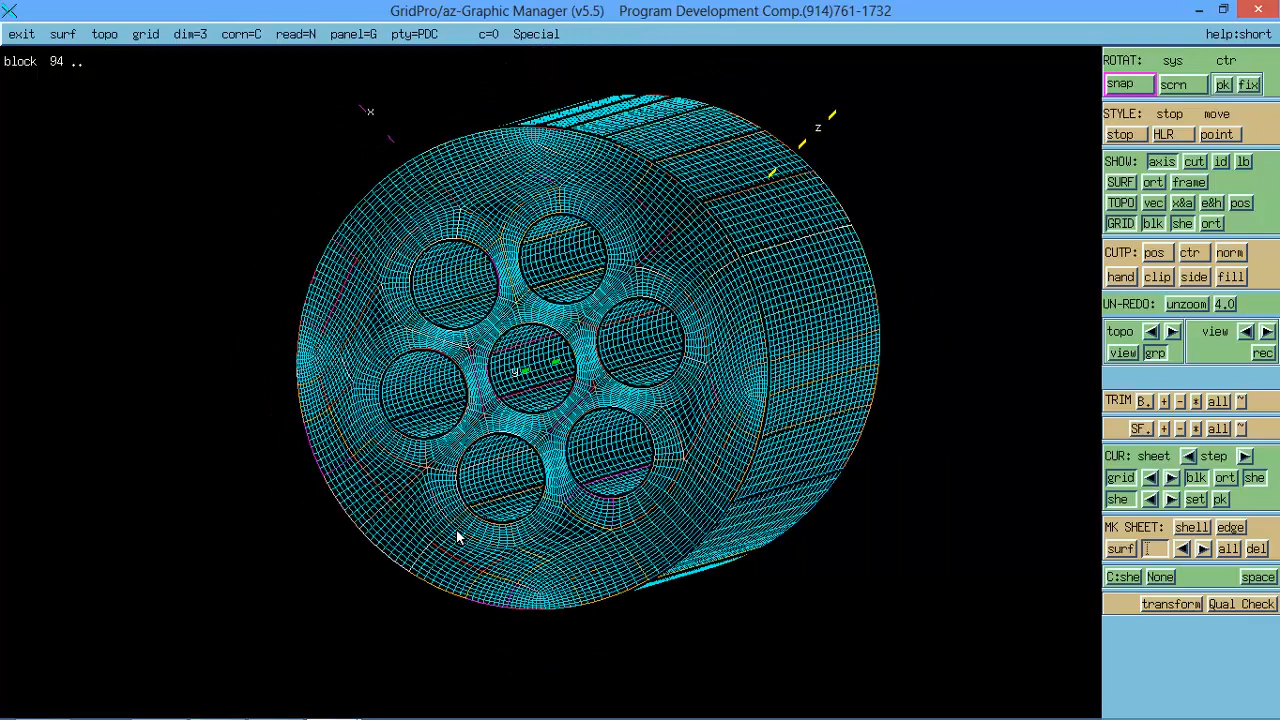 GridPro/az-Graphic Manager (v5.5) Program Development Comp.(914)761-1732
exit surf topo grid dim=3 corn=C read=N panel=G pty=PDC c=0 Special help:short
block 94 ..
x
z
y
ROTAT: sys ctr
snap scrn pk fix
STYLE: stop move
stop HLR point
SHOW: axis cut id lb
SURF ort frame
TOPO vec x&a e&h pos
GRID blk she ort
CUTP: pos ctr norm
hand clip side fill
UN-REDO: unzoom 4.0
topo view
view grp rec
TRIM B. + - * all ~
SF. + - * all ~
CUR: sheet step
grid blk ort she
she set pk
MK SHEET: shell edge
surf all del
C:she None space
transform Qual Check